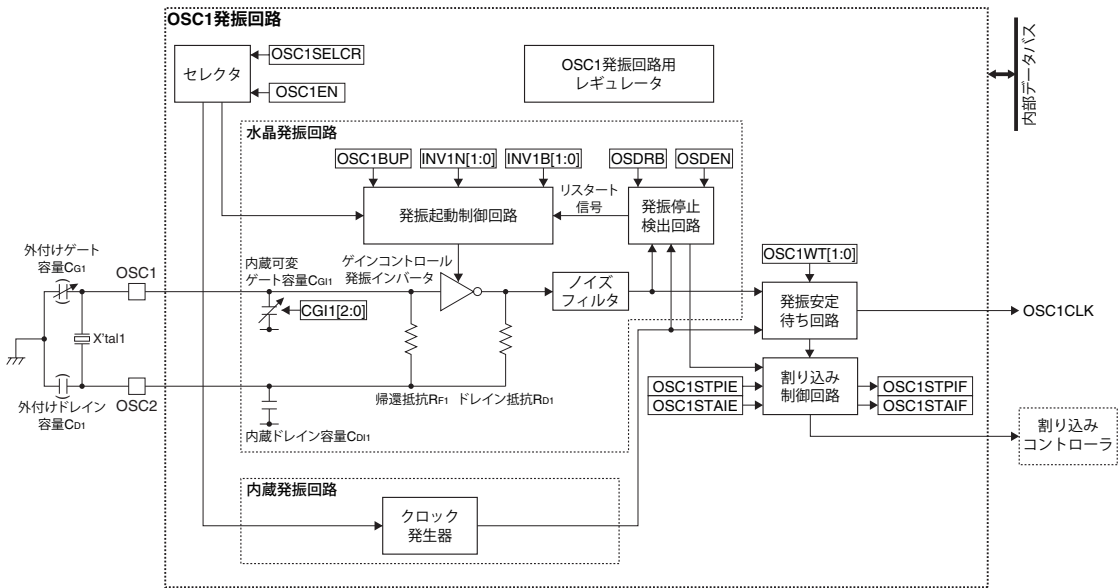 OSC1発振回路
セレクタ
OSC1SELCR
OSC1EN
OSC1発振回路用
レギュレータ
内部データバス
水晶発振回路
OSC1BUP
INV1N[1:0]
INV1B[1:0]
OSDRB
OSDEN
発振起動制御回路
リスタート
信号
発振停止
検出回路
外付けゲート
容量CG1
OSC1
内蔵可変
ゲート容量CGI1
ゲインコントロール
発振インバータ
CGI1[2:0]
ノイズ
フィルタ
OSC1WT[1:0]
発振安定
待ち回路
OSC1CLK
X'tal1
外付けドレイン
容量CD1
OSC2
帰還抵抗RF1
ドレイン抵抗RD1
内蔵ドレイン容量CDI1
OSC1STPIE
OSC1STAIE
割り込み
制御回路
OSC1STPIF
OSC1STAIF
割り込み
コントローラ
内蔵発振回路
クロック
発生器